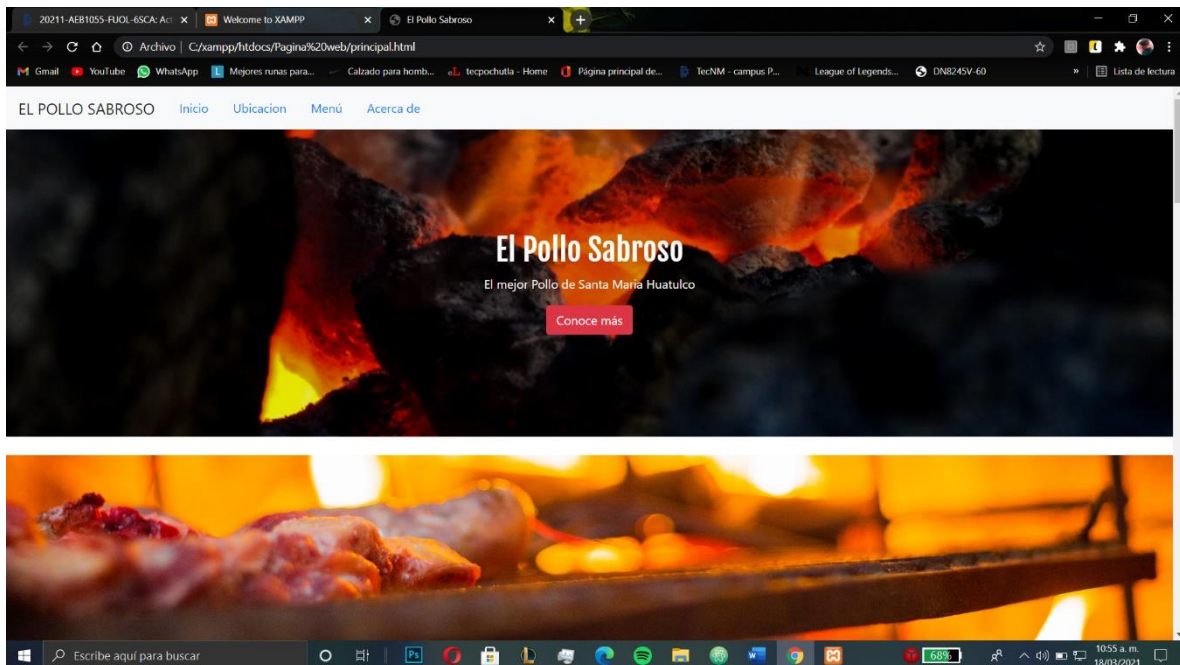 20211-AEB1055-FUOL-6SCA: Act
Welcome to XAMPP
El Pollo Sabroso
Archivo | C:/xampp/htdocs/Pagina%20web/principal.html
Gmail
YouTube
WhatsApp
Mejores runas para...
Calzado para homb...
tecpochutla - Home
Página principal de...
TecNM - campus P...
League of Legends...
DN8245V-60
»
Lista de lectura
EL POLLO SABROSO
Inicio
Ubicacion
Menú
Acerca de
El Pollo Sabroso
El mejor Pollo de Santa Maria Huatulco
Conoce más
Escribe aquí para buscar
Ps
68%
10:55 a. m.
18/03/2021